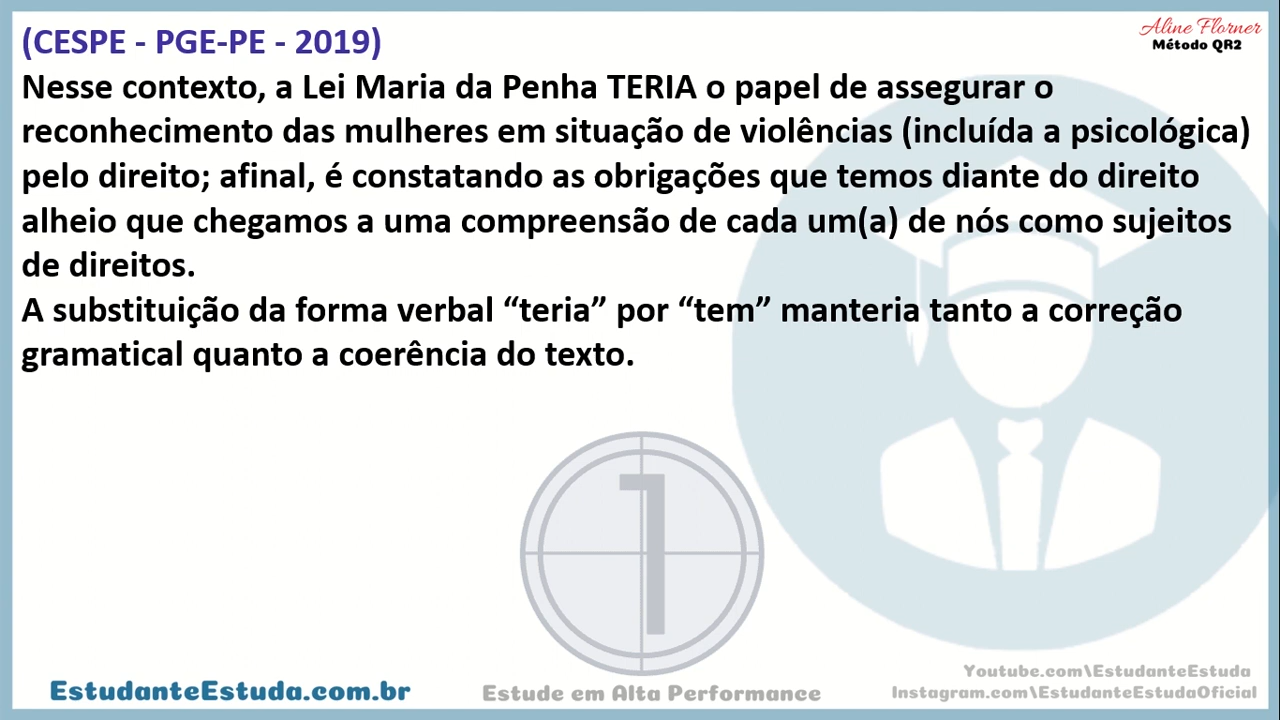 (CESPE - PGE-PE - 2019)
Aline Florner
Método QR2
Nesse contexto, a Lei Maria da Penha TERIA o papel de assegurar o
reconhecimento das mulheres em situação de violências (incluída a psicológica)
pelo direito; afinal, é constatando as obrigações que temos diante do direito
alheio que chegamos a uma compreensão de cada um(a) de nós como sujeitos
de direitos.
A substituição da forma verbal “teria” por “tem” manteria tanto a correção
gramatical quanto a coerência do texto.
1
EstudanteEstuda.com.br
Estude em Alta Performance
Youtube.com\EstudanteEstuda
Instagram.com\EstudanteEstudaOficial